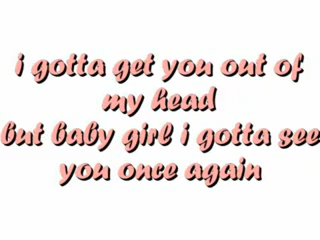 i gotta get you out of
my head
but baby girl i gotta see
you once again